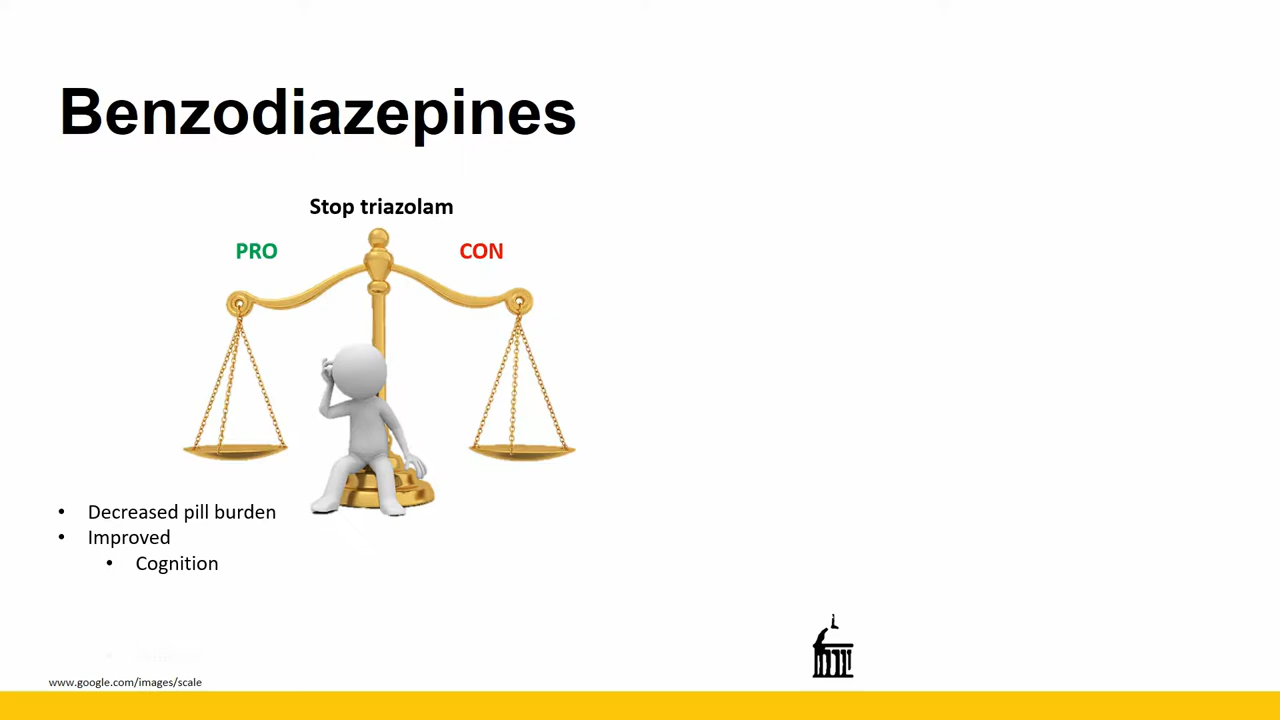 Benzodiazepines
Stop triazolam
PRO
CON
• Decreased pill burden
• Improved
• Cognition
www.google.com/images/scale